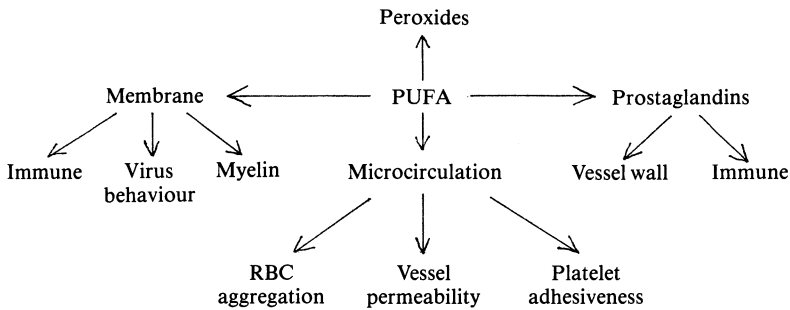 Peroxides
Membrane
PUFA
Prostaglandins
Immune
Virus
behaviour
Myelin
Microcirculation
Vessel wall
Immune
RBC
aggregation
Vessel
permeability
Platelet
adhesiveness